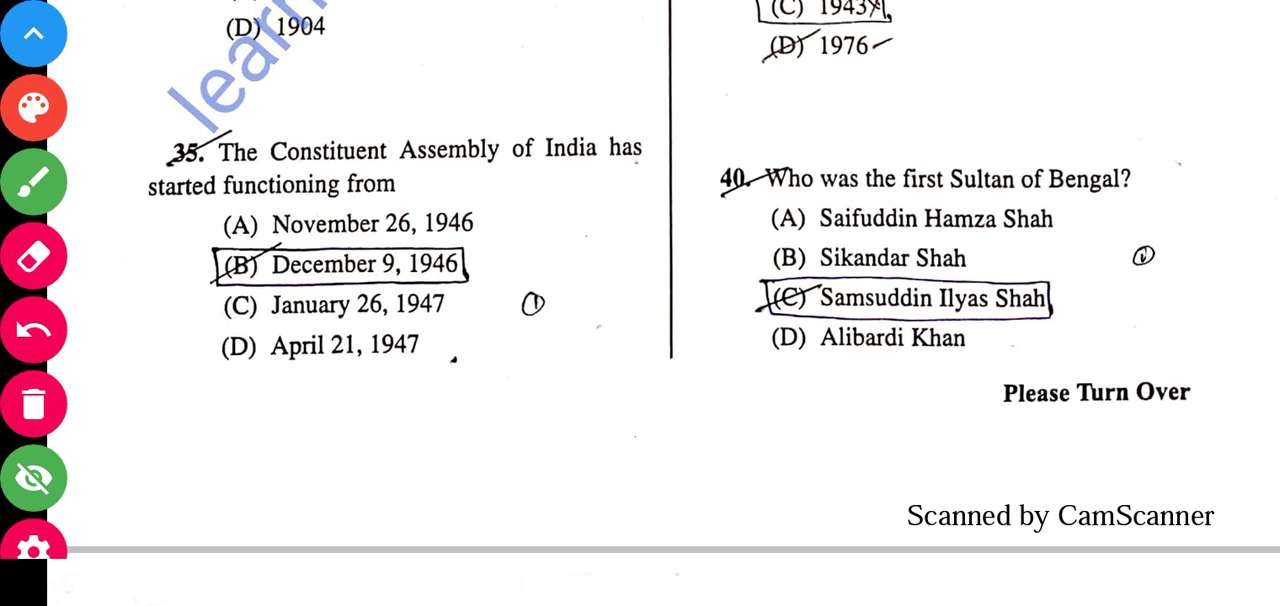 (D) 1904
learn
35. The Constituent Assembly of India has
started functioning from
(A) November 26, 1946
(B) December 9, 1946
(C) January 26, 1947
(D) April 21, 1947
(C) 1943
(D) 1976
40. Who was the first Sultan of Bengal?
(A) Saifuddin Hamza Shah
(B) Sikandar Shah
(C) Samsuddin Ilyas Shah
(D) Alibardi Khan
Please Turn Over
Scanned by CamScanner